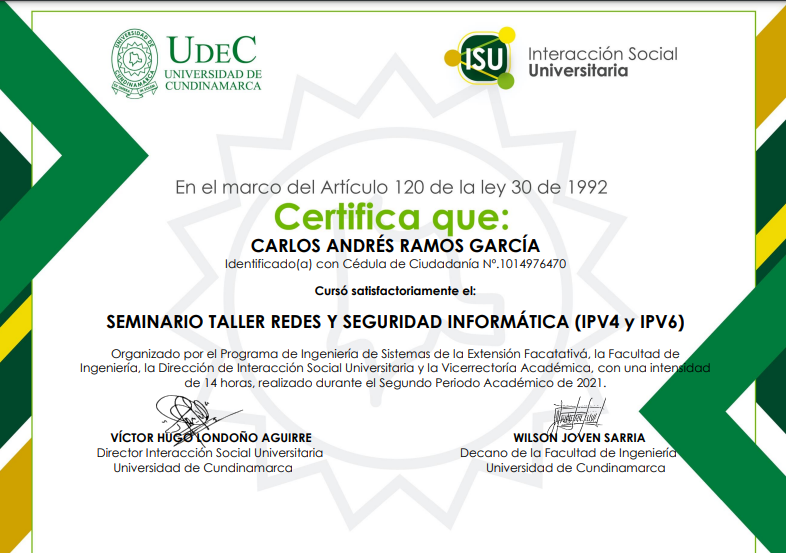 UDEC
UNIVERSIDAD DE
CUNDINAMARCA
ISU
Interacción Social
Universitaria
En el marco del Artículo 120 de la ley 30 de 1992
Certifica que:
CARLOS ANDRÉS RAMOS GARCÍA
Identificado(a) con Cédula de Ciudadanía Nº.1014976470
Cursó satisfactoriamente el:
SEMINARIO TALLER REDES Y SEGURIDAD INFORMÁTICA (IPV4 y IPV6)
Organizado por el Programa de Ingeniería de Sistemas de la Extensión Facatativá, la Facultad de
Ingeniería, la Dirección de Interacción Social Universitaria y la Vicerrectoría Académica, con una intensidad
de 14 horas, realizado durante el Segundo Periodo Académico de 2021.
VÍCTOR HUGO LONDOÑO AGUIRRE
Director Interacción Social Universitaria
Universidad de Cundinamarca
WILSON JOVEN SARRIA
Decano de la Facultad de Ingeniería
Universidad de Cundinamarca